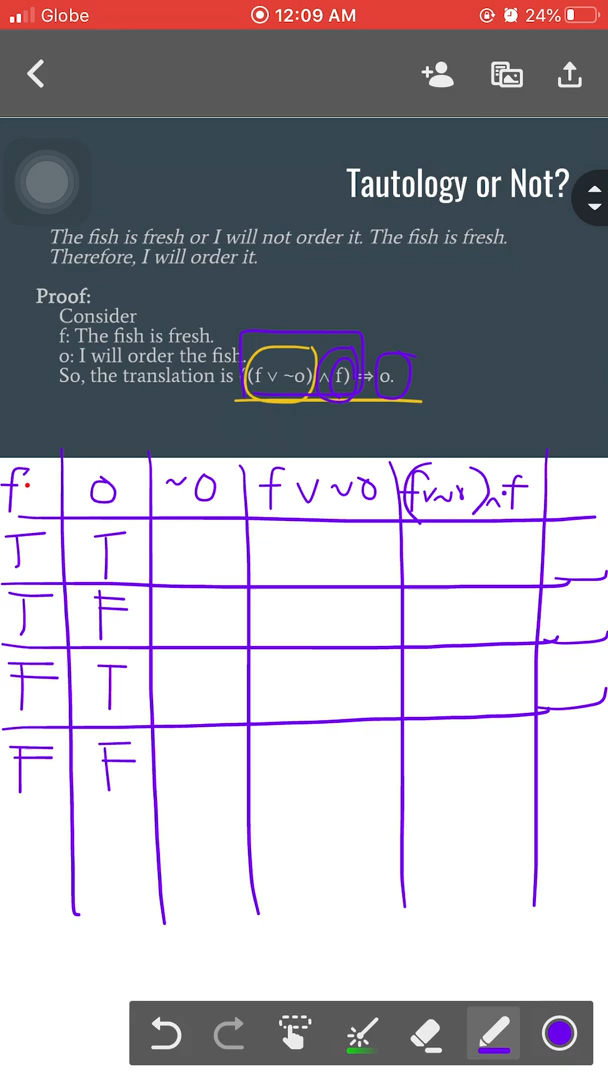 Globe 12:09 AM 24%
Tautology or Not?
The fish is fresh or I will not order it. The fish is fresh.
Therefore, I will order it.
Proof:
Consider
f: The fish is fresh.
o: I will order the fish.
So, the translation is ((f ∨ ~o) ∧ f) ⇒ o.
f O ~O f ∨ ~O (f∨~o)∧f
T T
T F
F T
F F